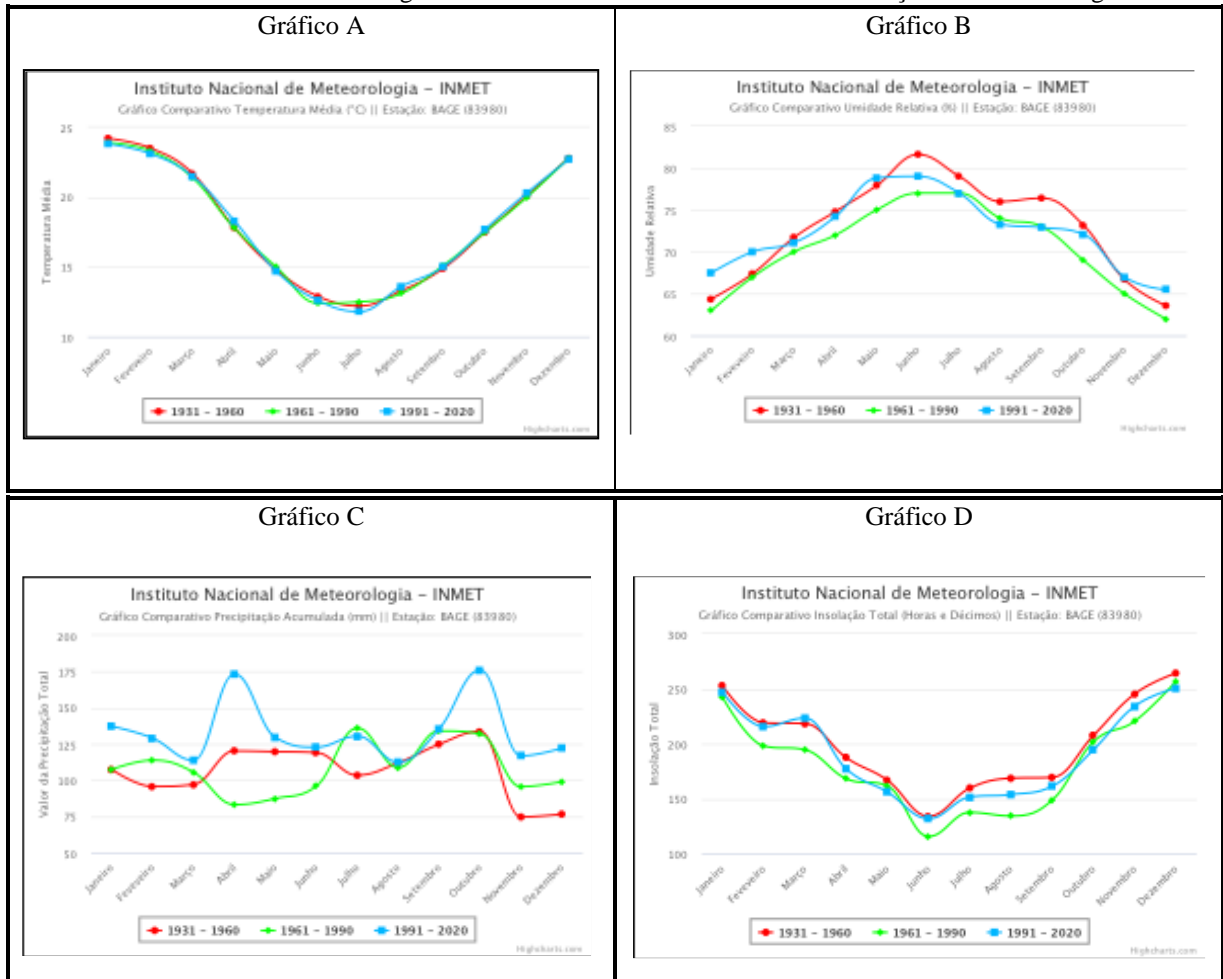 Gráfico A
Instituto Nacional de Meteorologia – INMET
Gráfico Comparativo Temperatura Média (°C) || Estação: BAGE (83980)
25
20
15
10
Temperatura Média
Janeiro
Fevereiro
Março
Abril
Maio
Junho
Julho
Agosto
Setembro
Outubro
Novembro
Dezembro
1931 – 1960 1961 – 1990 1991 – 2020
Highcharts.com
Gráfico B
Instituto Nacional de Meteorologia – INMET
Gráfico Comparativo Umidade Relativa (%) || Estação: BAGE (83980)
85
80
75
70
65
60
Umidade Relativa
Janeiro
Fevereiro
Março
Abril
Maio
Junho
Julho
Agosto
Setembro
Outubro
Novembro
Dezembro
1931 – 1960 1961 – 1990 1991 – 2020
Highcharts.com
Gráfico C
Instituto Nacional de Meteorologia – INMET
Gráfico Comparativo Precipitação Acumulada (mm) || Estação: BAGE (83980)
200
175
150
125
100
75
50
Valor da Precipitação Total
Janeiro
Fevereiro
Março
Abril
Maio
Junho
Julho
Agosto
Setembro
Outubro
Novembro
Dezembro
1931 – 1960 1961 – 1990 1991 – 2020
Highcharts.com
Gráfico D
Instituto Nacional de Meteorologia – INMET
Gráfico Comparativo Insolação Total (Horas e Décimos) || Estação: BAGE (83980)
300
250
200
150
100
Insolação Total
Janeiro
Fevereiro
Março
Abril
Maio
Junho
Julho
Agosto
Setembro
Outubro
Novembro
Dezembro
1931 – 1960 1961 – 1990 1991 – 2020
Highcharts.com